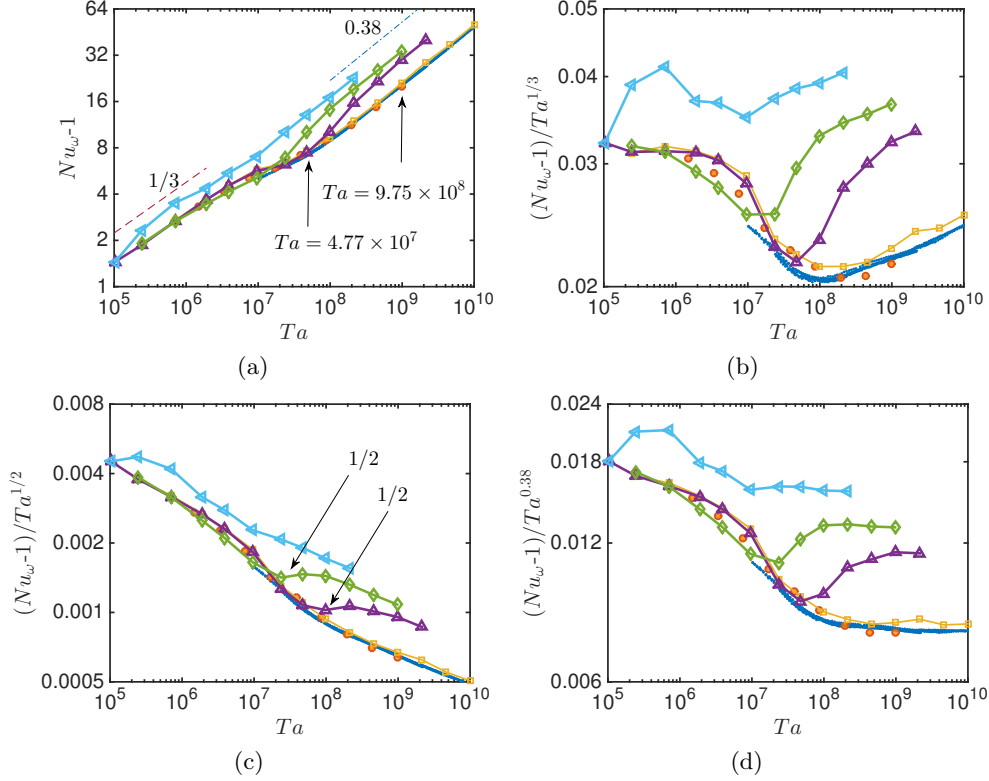 64
32
16
8
4
2
1
Nu_ω-1
0.38
1/3
Ta = 9.75 × 10^8
Ta = 4.77 × 10^7
10^5 10^6 10^7 10^8 10^9 10^10
Ta
(a)
0.05
0.04
0.03
0.02
(Nu_ω-1)/Ta^{1/3}
10^5 10^6 10^7 10^8 10^9 10^10
Ta
(b)
0.008
0.004
0.002
0.001
0.0005
(Nu_ω-1)/Ta^{1/2}
1/2
1/2
10^5 10^6 10^7 10^8 10^9 10^10
Ta
(c)
0.024
0.018
0.012
0.006
(Nu_ω-1)/Ta^{0.38}
10^5 10^6 10^7 10^8 10^9 10^10
Ta
(d)